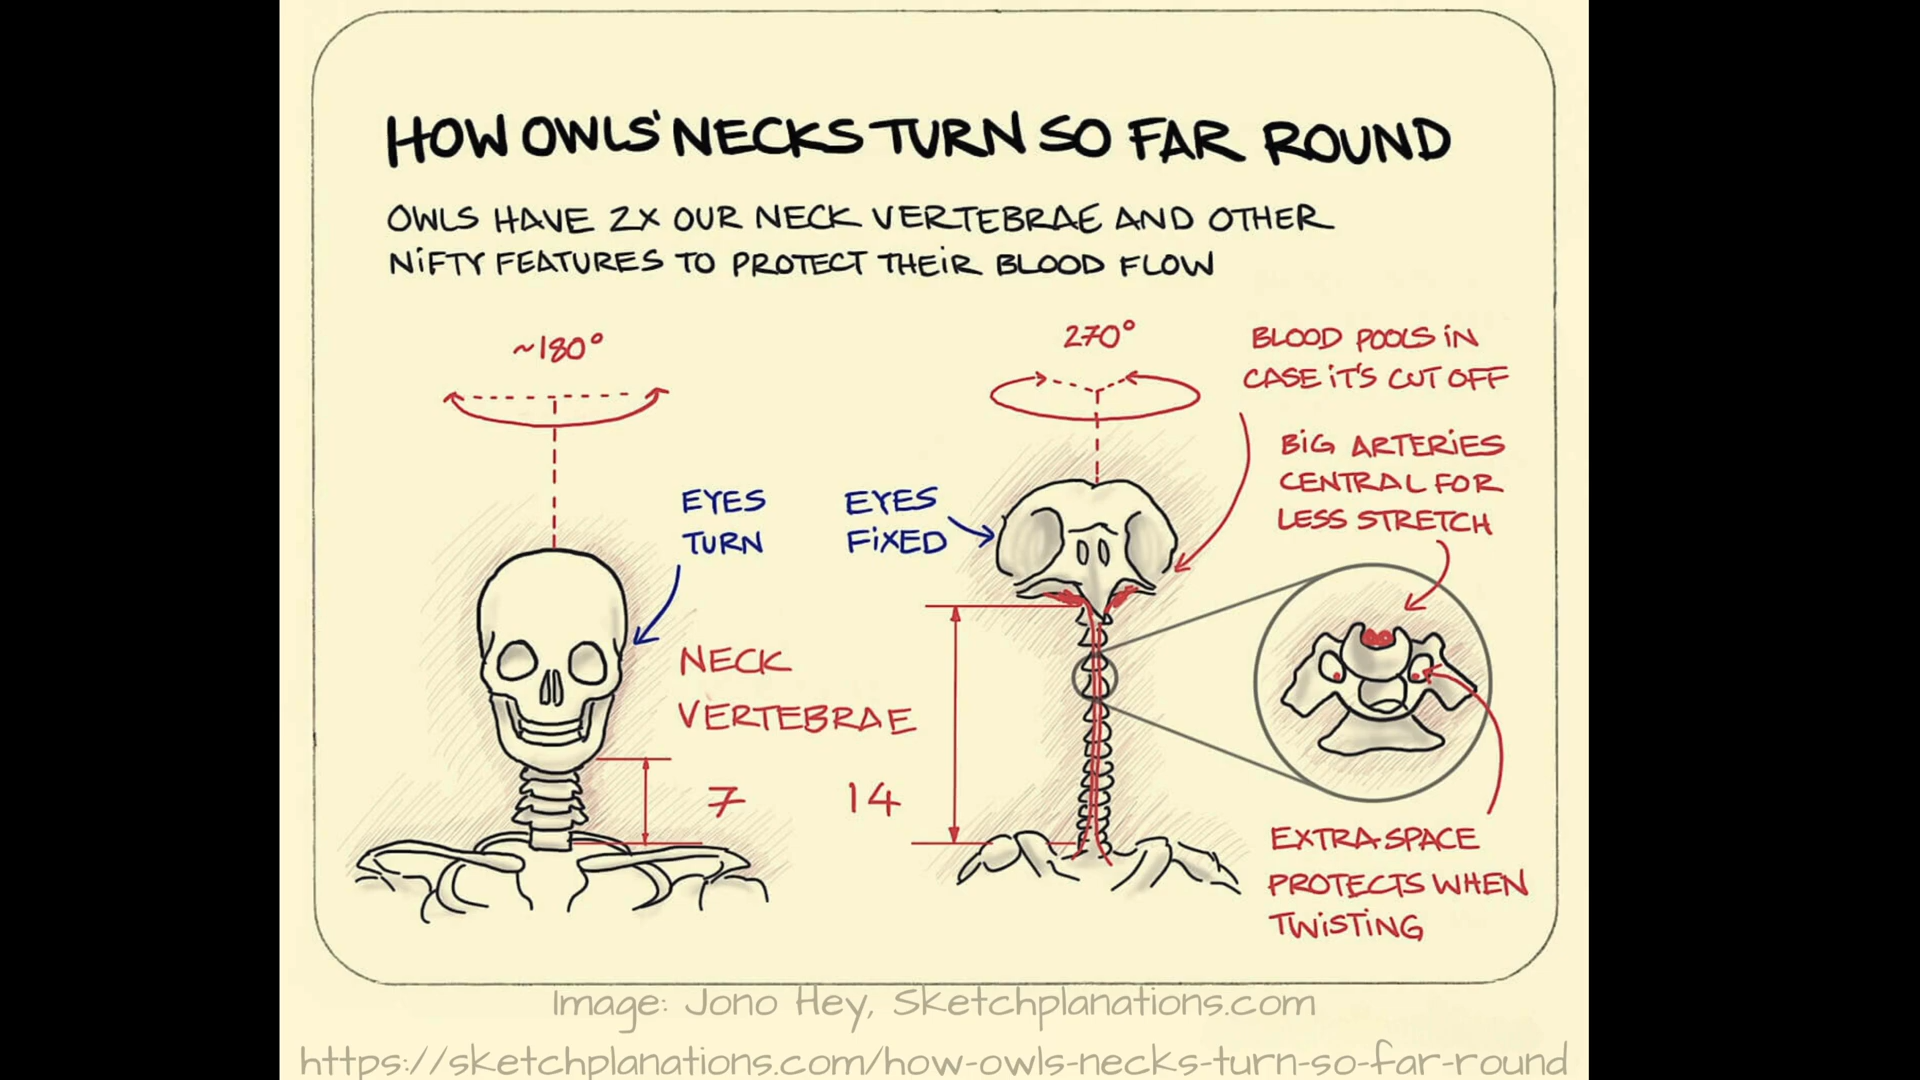 HOW OWLS' NECKS TURN SO FAR ROUND
OWLS HAVE 2X OUR NECK VERTEBRAE AND OTHER
NIFTY FEATURES TO PROTECT THEIR BLOOD FLOW
~180°
270°
BLOOD POOLS IN
CASE IT'S CUT OFF
BIG ARTERIES
CENTRAL FOR
LESS STRETCH
EYES
TURN
EYES
FIXED
NECK
VERTEBRAE
7
14
EXTRA SPACE
PROTECTS WHEN
TWISTING
Image: Jono Hey, Sketchplanations.com
https://sketchplanations.com/how-owls-necks-turn-so-far-round